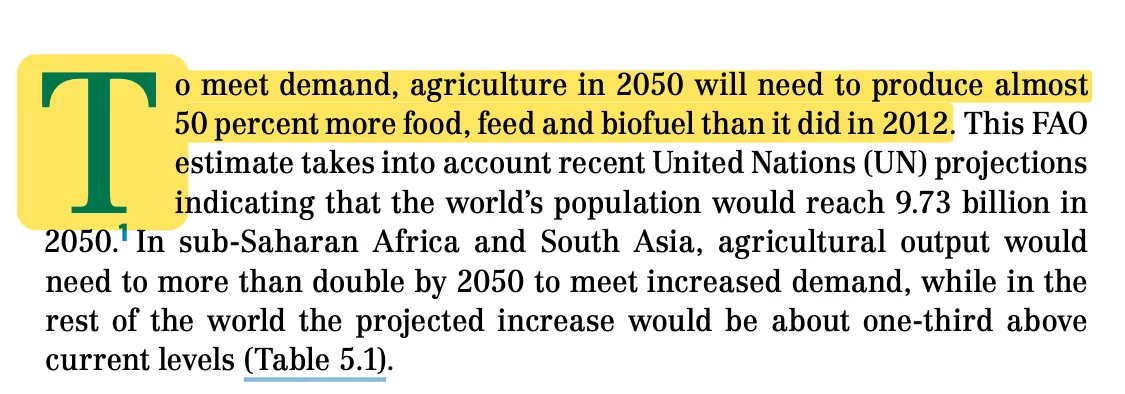 To meet demand, agriculture in 2050 will need to produce almost
50 percent more food, feed and biofuel than it did in 2012. This FAO
estimate takes into account recent United Nations (UN) projections
indicating that the world’s population would reach 9.73 billion in
2050.1 In sub-Saharan Africa and South Asia, agricultural output would
need to more than double by 2050 to meet increased demand, while in the
rest of the world the projected increase would be about one-third above
current levels (Table 5.1).